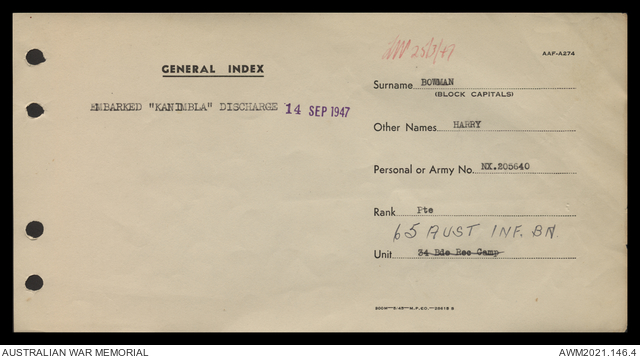 GENERAL INDEX
EMBARKED "KANIMBLA" DISCHARGE 14 SEP 1947
AAF-A274
Surname BOWMAN
(BLOCK CAPITALS)
Other Names HARRY
Personal or Army No. NX.205640
Rank Pte
65 AUST INF. BN.
Unit 34 Bde Rec Camp
AUSTRALIAN WAR MEMORIAL
AWM2021.146.4